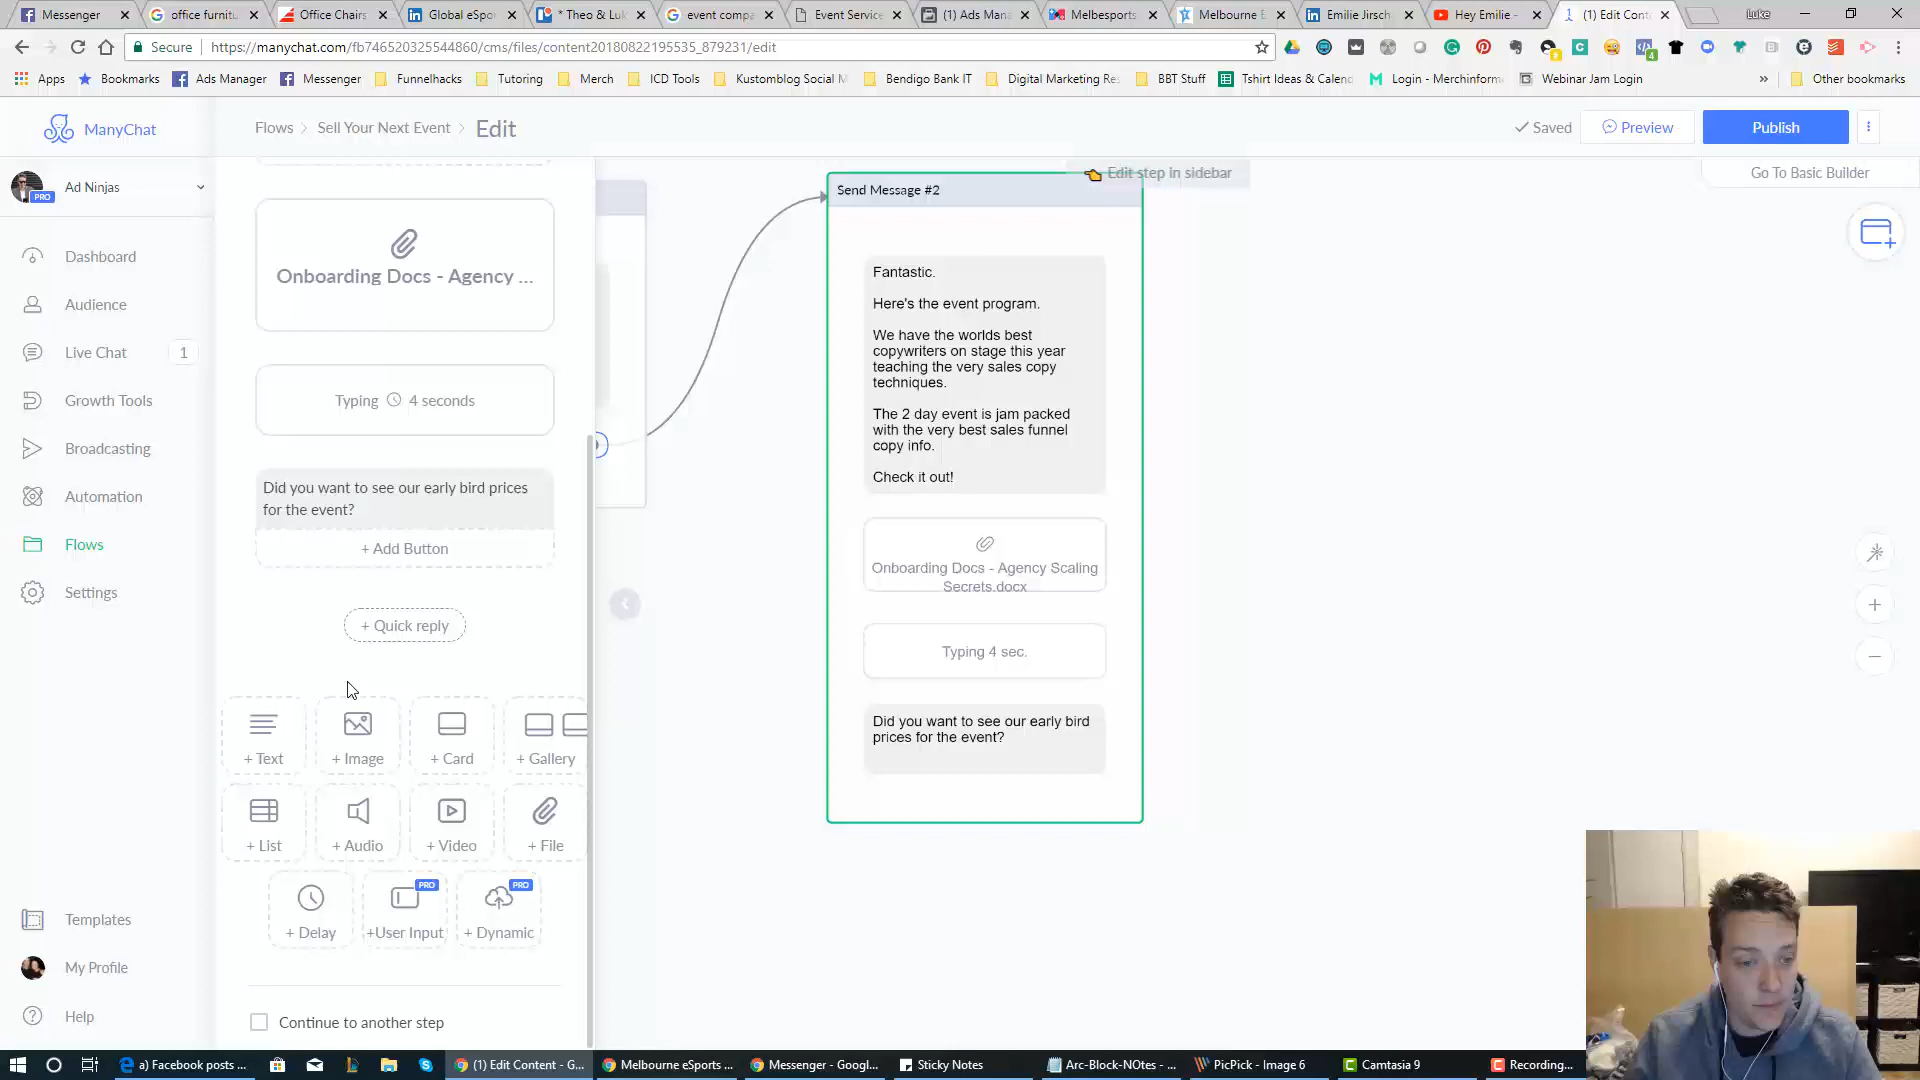 Messenger
office furnitu
Office Chairs
Global eSpo
* Theo & Luk
event compa
Event Service
(1) Ads Mana
Melbesports
Melbourne E
Emilie Jirsch
Hey Emilie -
(1) Edit Cont
Luke
Secure
https://manychat.com/fb746520325544860/cms/files/content20180822195535_879231/edit
Apps
Bookmarks
Ads Manager
Messenger
Funnelhacks
Tutoring
Merch
ICD Tools
Kustomblog Social M
Bendigo Bank IT
Digital Marketing Re
BBT Stuff
Tshirt Ideas & Calend
Login - Merchinform
Webinar Jam Login
»
Other bookmarks
ManyChat
Flows
Sell Your Next Event
Edit
Saved
Preview
Publish
Ad Ninjas
PRO
Go To Basic Builder
Edit step in sidebar
Dashboard
Audience
Live Chat
1
Growth Tools
Broadcasting
Automation
Flows
Settings
Templates
My Profile
Help
Onboarding Docs - Agency ...
Typing 4 seconds
Did you want to see our early bird prices
for the event?
+ Add Button
+ Quick reply
+ Text
+ Image
+ Card
+ Gallery
+ List
+ Audio
+ Video
+ File
PRO
PRO
+ Delay
+User Input
+ Dynamic
Continue to another step
Send Message #2
Fantastic.
Here's the event program.
We have the worlds best
copywriters on stage this year
teaching the very sales copy
techniques.
The 2 day event is jam packed
with the very best sales funnel
copy info.
Check it out!
Onboarding Docs - Agency Scaling
Secrets.docx
Typing 4 sec.
Did you want to see our early bird
prices for the event?
a) Facebook posts ...
(1) Edit Content - G...
Melbourne eSports ...
Messenger - Googl...
Sticky Notes
Arc-Block-NOtes - ...
PicPick - Image 6
Camtasia 9
Recording...